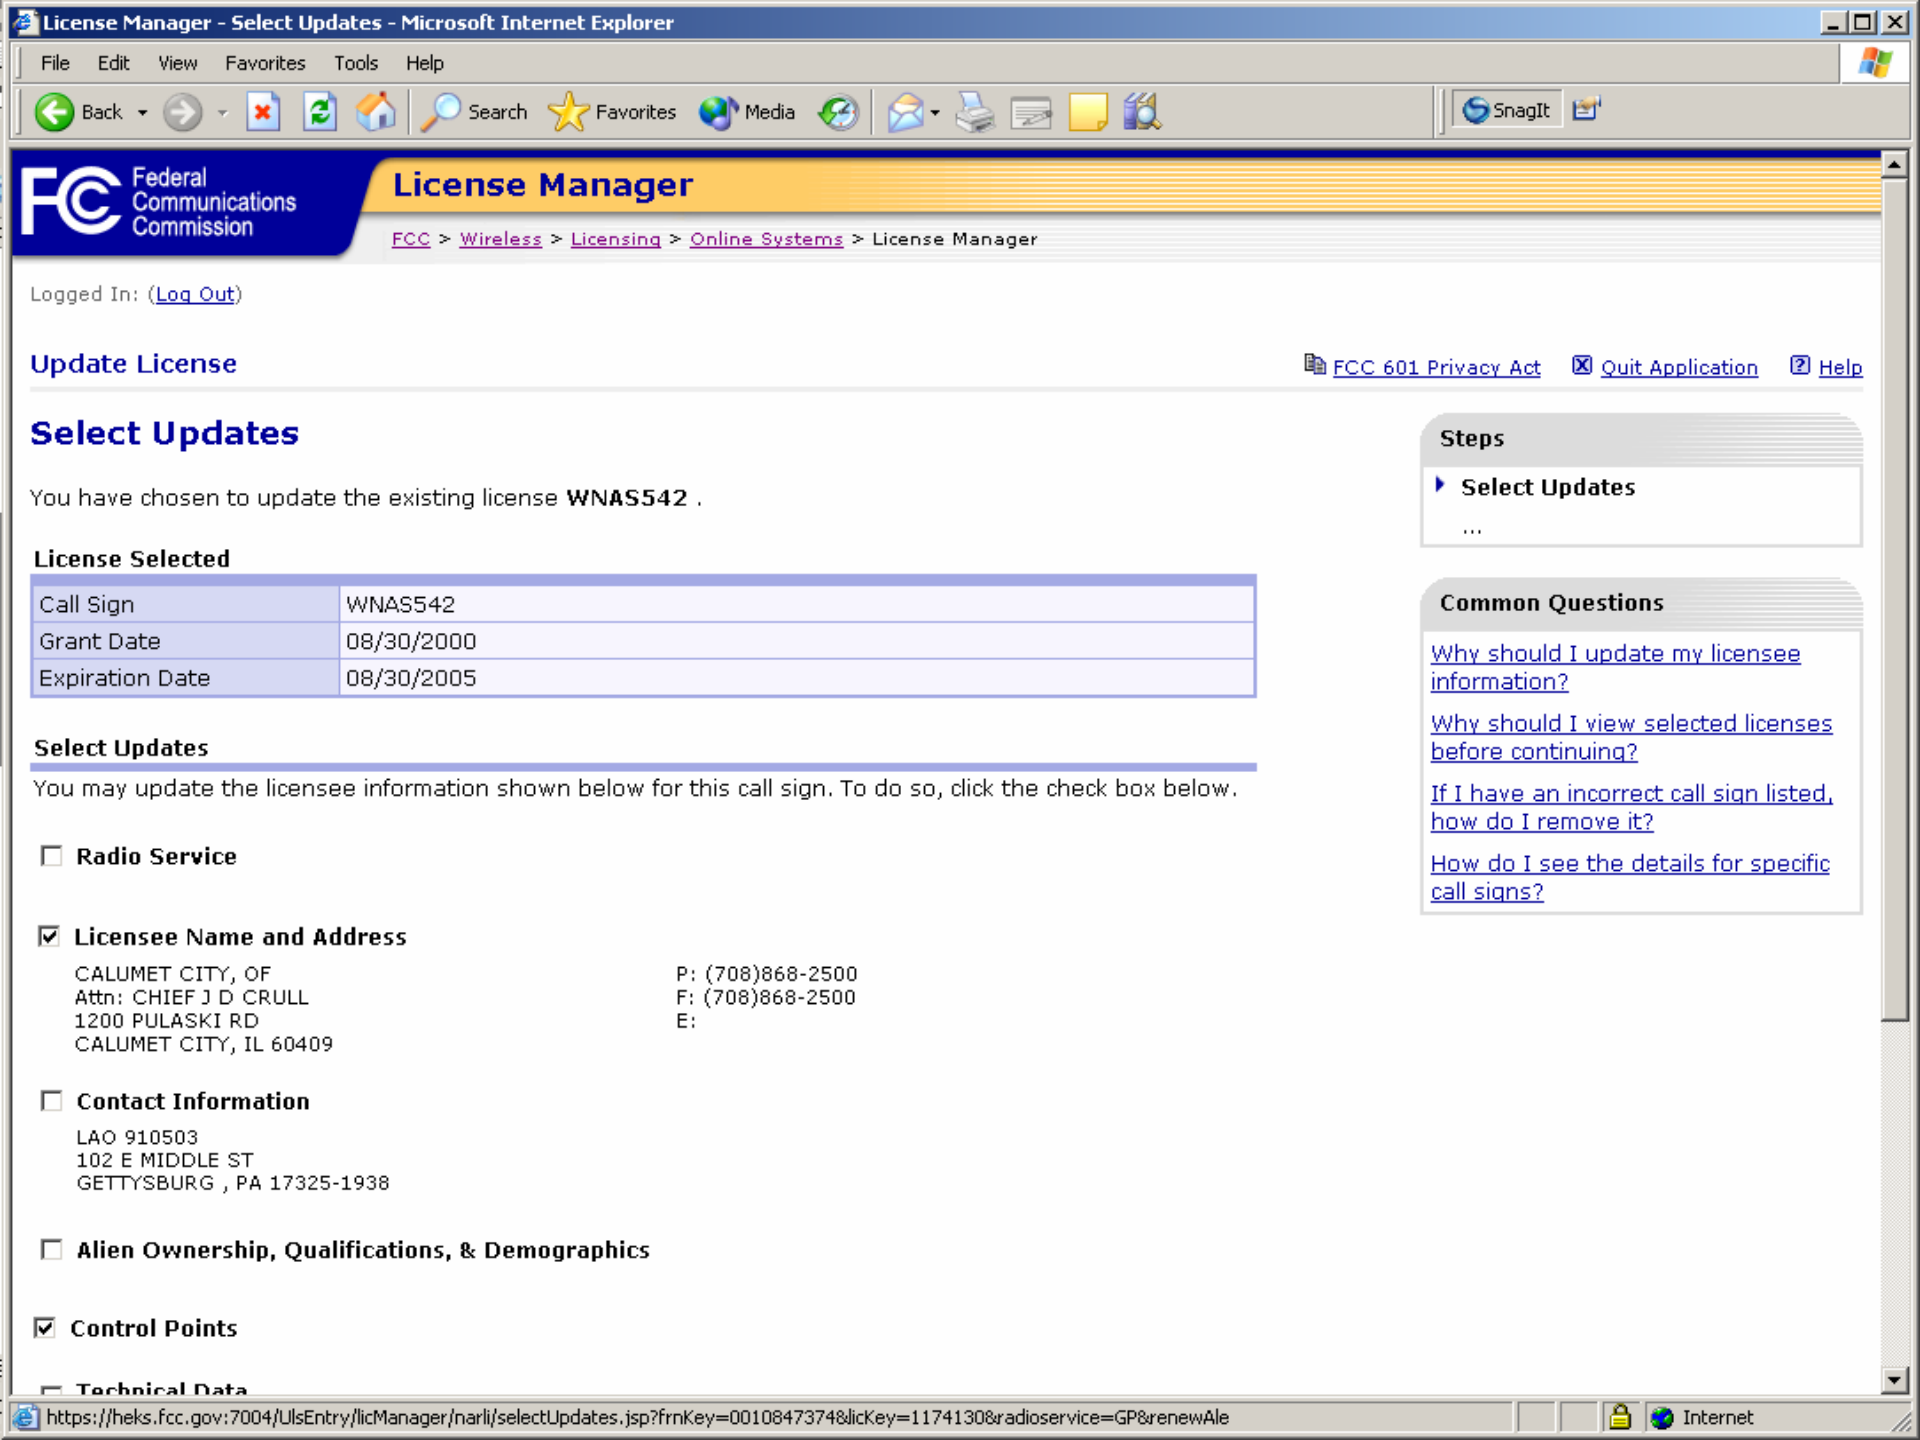 License Manager - Select Updates - Microsoft Internet Explorer
File Edit View Favorites Tools Help
Back Search Favorites Media SnagIt
FCC Federal Communications Commission
License Manager
FCC > Wireless > Licensing > Online Systems > License Manager
Logged In: (Log Out)
Update License
FCC 601 Privacy Act Quit Application Help
Select Updates
You have chosen to update the existing license WNAS542 .
License Selected
Call Sign WNAS542
Grant Date 08/30/2000
Expiration Date 08/30/2005
Select Updates
You may update the licensee information shown below for this call sign. To do so, click the check box below.
Radio Service
Licensee Name and Address
CALUMET CITY, OF P: (708)868-2500
Attn: CHIEF J D CRULL F: (708)868-2500
1200 PULASKI RD E:
CALUMET CITY, IL 60409
Contact Information
LAO 910503
102 E MIDDLE ST
GETTYSBURG , PA 17325-1938
Alien Ownership, Qualifications, & Demographics
Control Points
Technical Data
Steps
Select Updates
...
Common Questions
Why should I update my licensee
information?
Why should I view selected licenses
before continuing?
If I have an incorrect call sign listed,
how do I remove it?
How do I see the details for specific
call signs?
https://heks.fcc.gov:7004/UlsEntry/licManager/narli/selectUpdates.jsp?frnKey=0010847374&licKey=1174130&radioservice=GP&renewAle
Internet